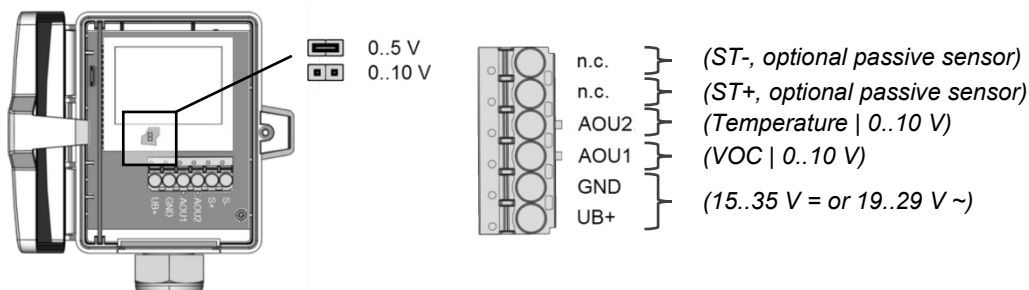 0..5 V
0..10 V
UB+
GND
AOU1
AOU2
S+
S-
n.c. (ST-, optional passive sensor)
n.c. (ST+, optional passive sensor)
AOU2 (Temperature | 0..10 V)
AOU1 (VOC | 0..10 V)
GND
UB+ (15..35 V = or 19..29 V ~)